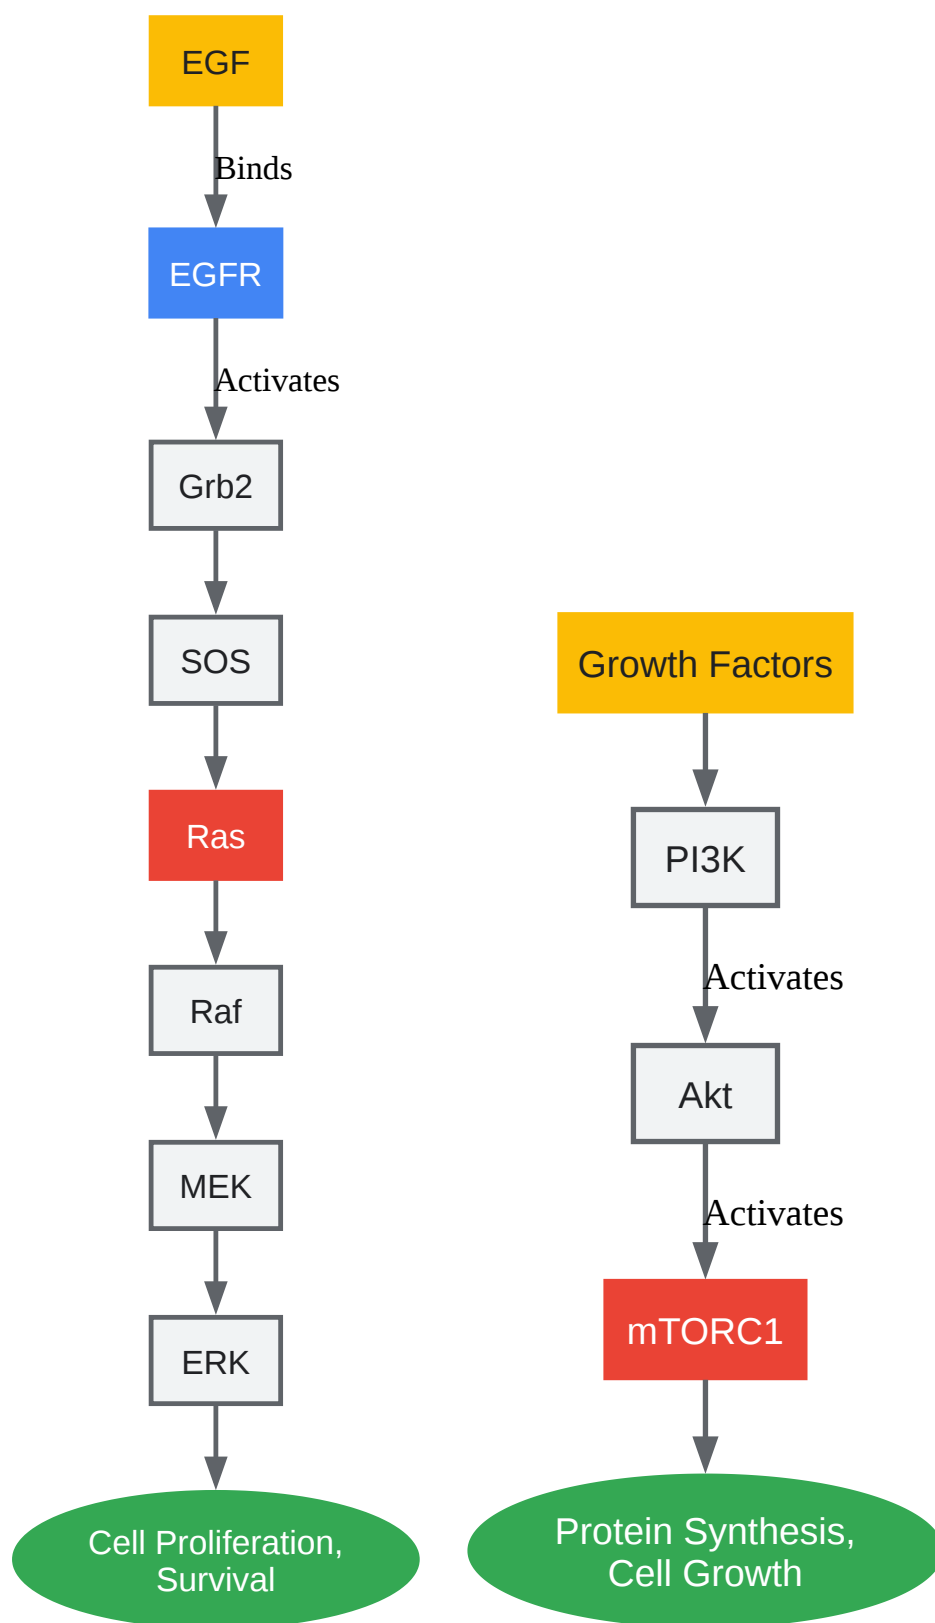 EGF
Binds
EGFR
Activates
Grb2
SOS
Ras
Raf
MEK
ERK
Cell Proliferation,
Survival
Growth Factors
PI3K
Activates
Akt
Activates
mTORC1
Protein Synthesis,
Cell Growth